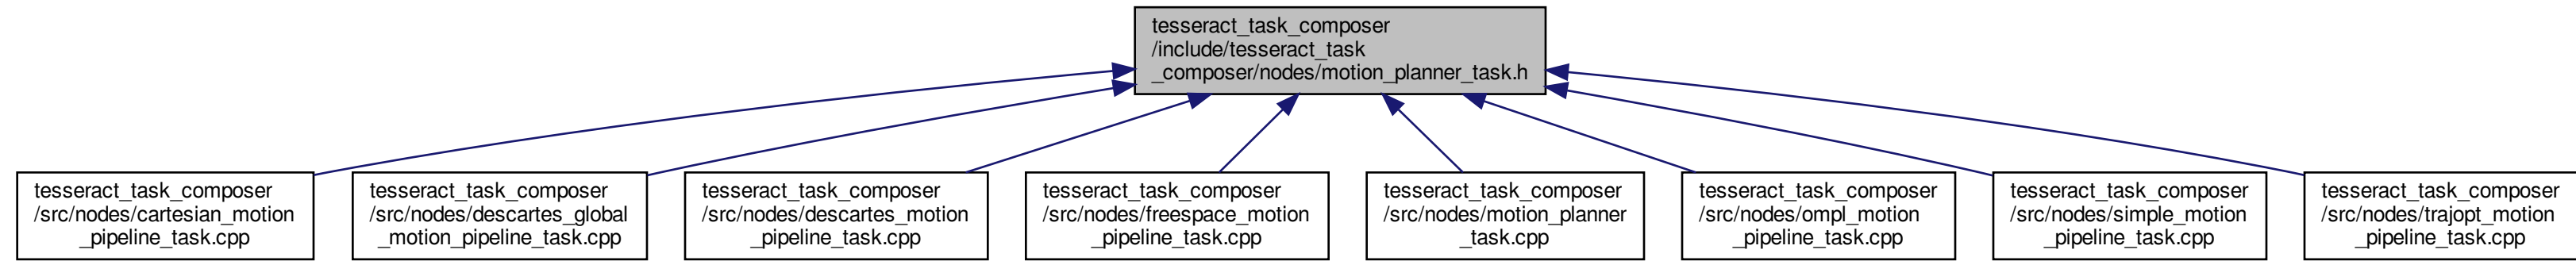 tesseract_task_composer
/include/tesseract_task
_composer/nodes/motion_planner_task.h
tesseract_task_composer
/src/nodes/cartesian_motion
_pipeline_task.cpp
tesseract_task_composer
/src/nodes/descartes_global
_motion_pipeline_task.cpp
tesseract_task_composer
/src/nodes/descartes_motion
_pipeline_task.cpp
tesseract_task_composer
/src/nodes/freespace_motion
_pipeline_task.cpp
tesseract_task_composer
/src/nodes/motion_planner
_task.cpp
tesseract_task_composer
/src/nodes/ompl_motion
_pipeline_task.cpp
tesseract_task_composer
/src/nodes/simple_motion
_pipeline_task.cpp
tesseract_task_composer
/src/nodes/trajopt_motion
_pipeline_task.cpp